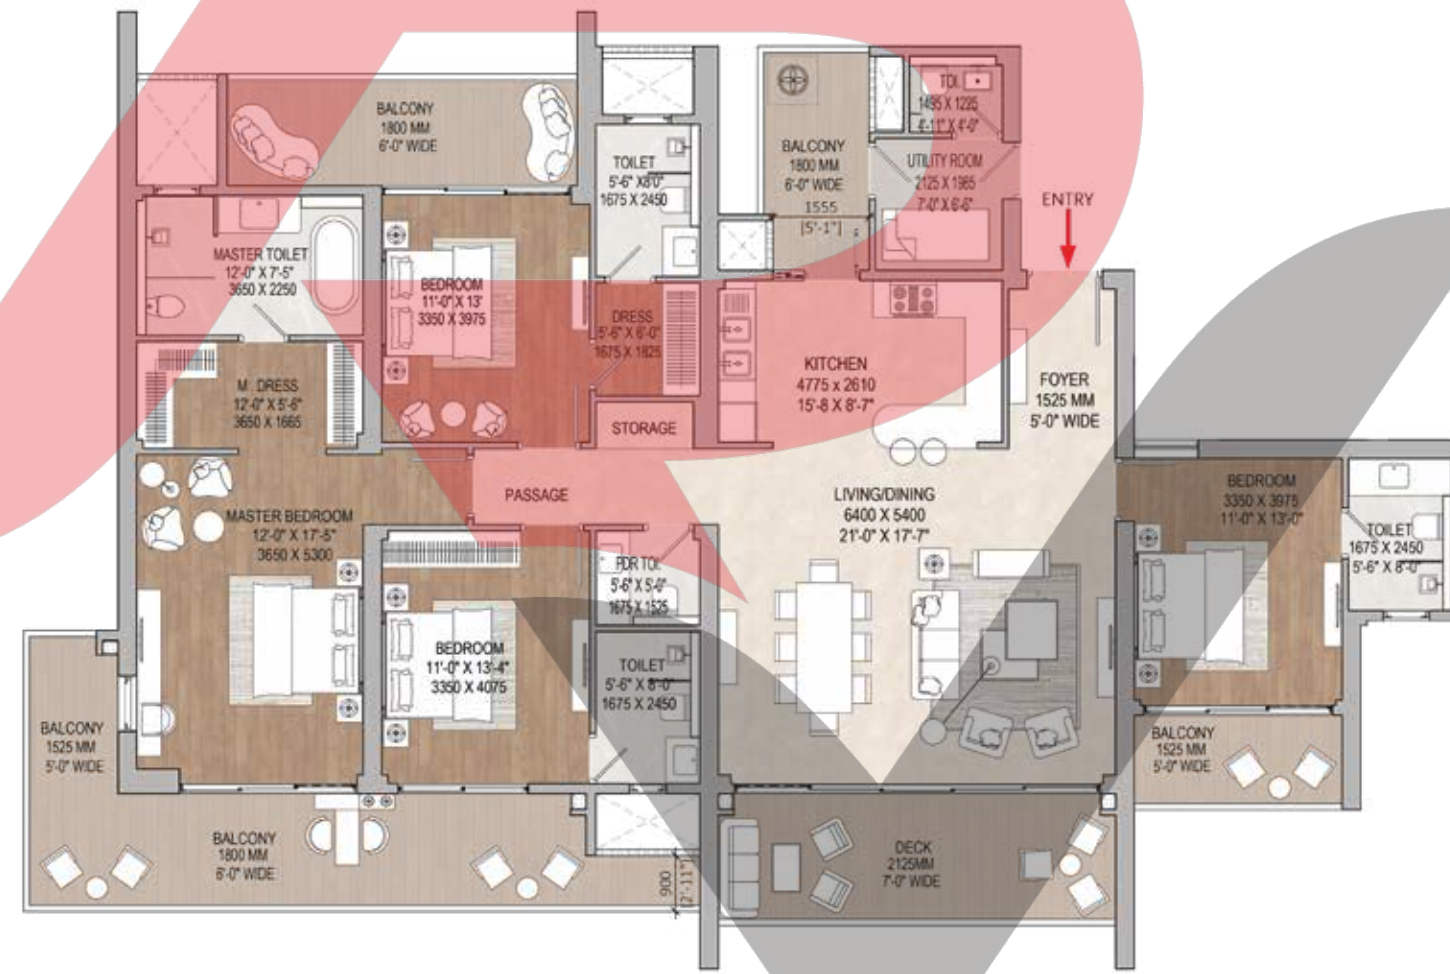 BALCONY
1800 MM
6'-0" WIDE
TOILET
5'-6" X8'0"
1675 X 2450
BALCONY
1800 MM
6'-0" WIDE
1555
[5'-1"]
TOI.
1495 X 1225
4'-11" X 4'-0"
UTILITY ROOM
2125 X 1965
7'-0" X 6'-6"
ENTRY
MASTER TOILET
12'-0" X 7'-5"
3650 X 2250
BEDROOM
11'-0" X 13'
3350 X 3975
DRESS
5'-6" X 6'-0"
1675 X 1825
KITCHEN
4775 x 2610
15'-8 X 8'-7"
FOYER
1525 MM
5'-0" WIDE
M. DRESS
12'-0" X 5'-6"
3650 X 1665
STORAGE
PASSAGE
LIVING/DINING
6400 X 5400
21'-0" X 17'-7"
BEDROOM
3350 X 3975
11'-0" X 13'-0"
TOILET
1675 X 2450
5'-6" X 8'-0"
MASTER BEDROOM
12'-0" X 17'-5"
3650 X 5300
PDR TOI.
5'-6" X 5'-0"
1675 X 1525
BEDROOM
11'-0" X 13'-4"
3350 X 4075
TOILET
5'-6" X 8'-0"
1675 X 2450
BALCONY
1525 MM
5'-0" WIDE
BALCONY
1525 MM
5'-0" WIDE
BALCONY
1800 MM
6'-0" WIDE
900
[2'-11"]
DECK
2125MM
7'-0" WIDE